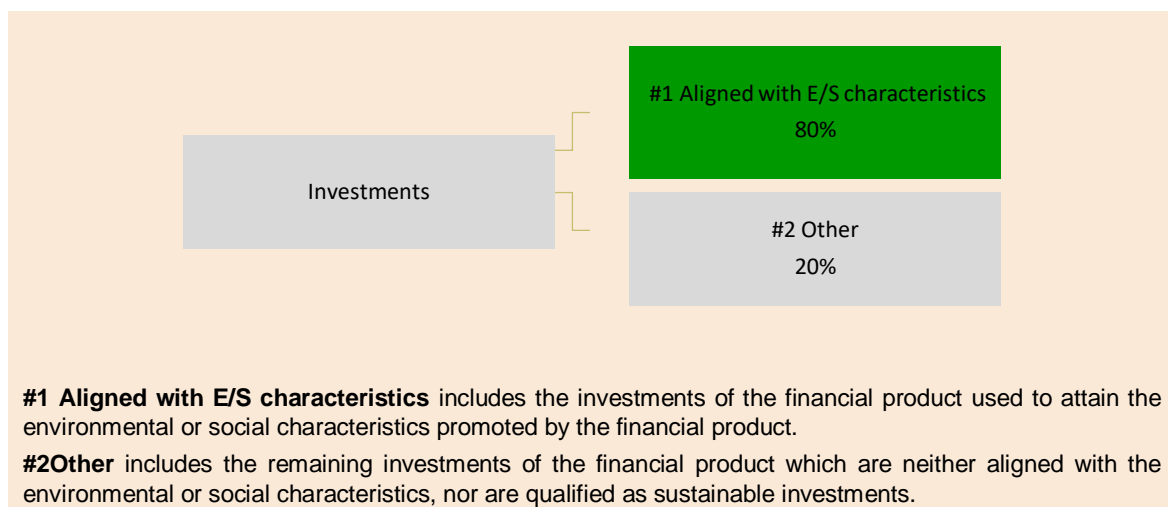 #1 Aligned with E/S characteristics
80%
Investments
#2 Other
20%
#1 Aligned with E/S characteristics includes the investments of the financial product used to attain the
environmental or social characteristics promoted by the financial product.
#2Other includes the remaining investments of the financial product which are neither aligned with the
environmental or social characteristics, nor are qualified as sustainable investments.